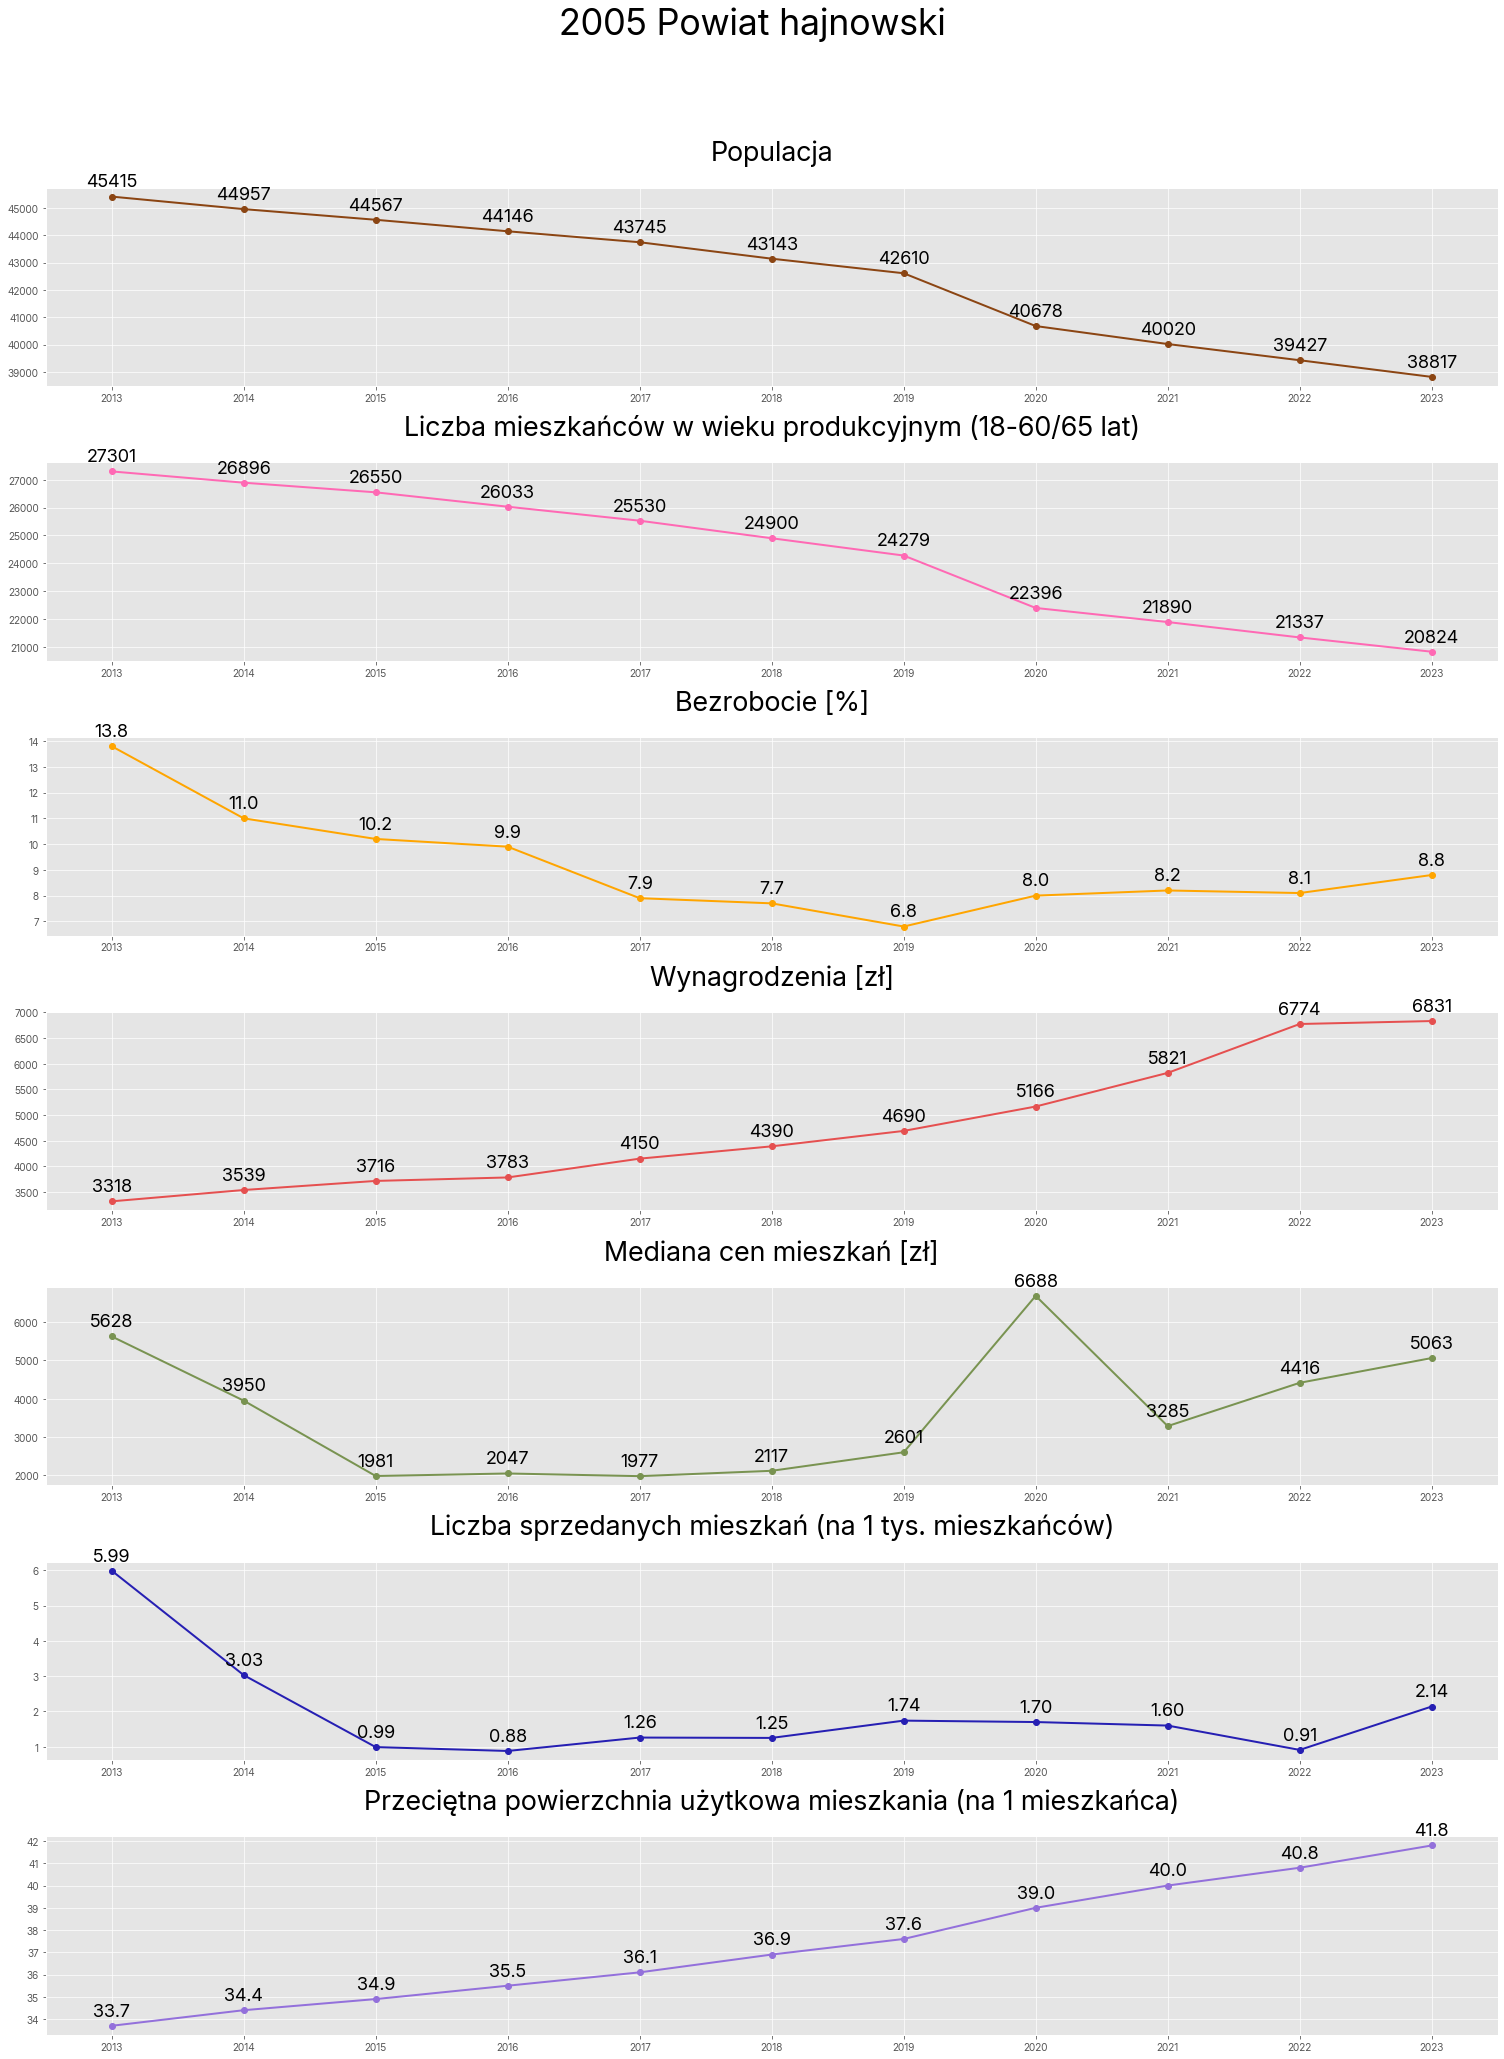 2005 Powiat hajnowski
Populacja
45415 44957 44567 44146 43745 43143 42610 40678 40020 39427 38817
45000
44000
43000
42000
41000
40000
39000
2013 2014 2015 2016 2017 2018 2019 2020 2021 2022 2023
Liczba mieszkańców w wieku produkcyjnym (18-60/65 lat)
27301 26896 26550 26033 25530 24900 24279 22396 21890 21337 20824
27000
26000
25000
24000
23000
22000
21000
2013 2014 2015 2016 2017 2018 2019 2020 2021 2022 2023
Bezrobocie [%]
13.8 11.0 10.2 9.9 7.9 7.7 6.8 8.0 8.2 8.1 8.8
14
13
12
11
10
9
8
7
2013 2014 2015 2016 2017 2018 2019 2020 2021 2022 2023
Wynagrodzenia [zł]
3318 3539 3716 3783 4150 4390 4690 5166 5821 6774 6831
7000
6500
6000
5500
5000
4500
4000
3500
2013 2014 2015 2016 2017 2018 2019 2020 2021 2022 2023
Mediana cen mieszkań [zł]
5628 3950 1981 2047 1977 2117 2601 6688 3285 4416 5063
6000
5000
4000
3000
2000
2013 2014 2015 2016 2017 2018 2019 2020 2021 2022 2023
Liczba sprzedanych mieszkań (na 1 tys. mieszkańców)
5.99 3.03 0.99 0.88 1.26 1.25 1.74 1.70 1.60 0.91 2.14
6
5
4
3
2
1
2013 2014 2015 2016 2017 2018 2019 2020 2021 2022 2023
Przeciętna powierzchnia użytkowa mieszkania (na 1 mieszkańca)
33.7 34.4 34.9 35.5 36.1 36.9 37.6 39.0 40.0 40.8 41.8
42
41
40
39
38
37
36
35
34
2013 2014 2015 2016 2017 2018 2019 2020 2021 2022 2023